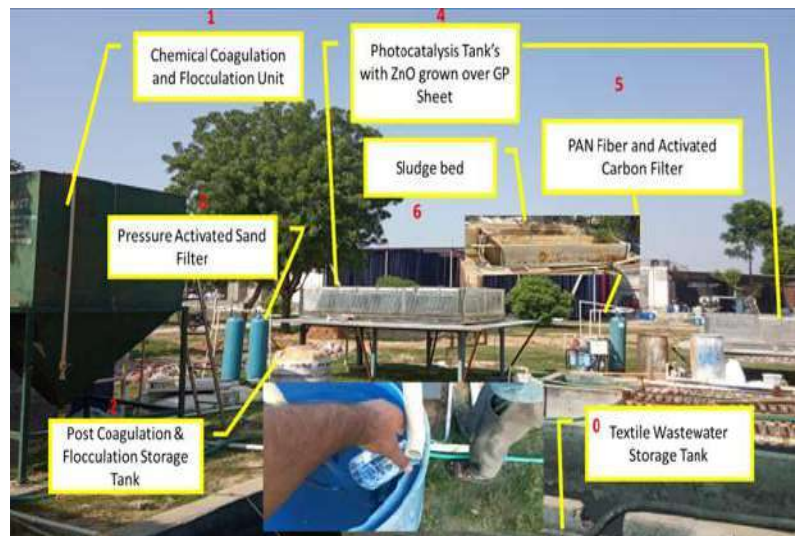 1
Chemical Coagulation
and Flocculation Unit
4
Photocatalysis Tank's
with ZnO grown over GP
Sheet
5
PAN Fiber and Activated
Carbon Filter
Sludge bed
6
Pressure Activated Sand
Filter
Post Coagulation &
Flocculation Storage
Tank
0
Textile Wastewater
Storage Tank